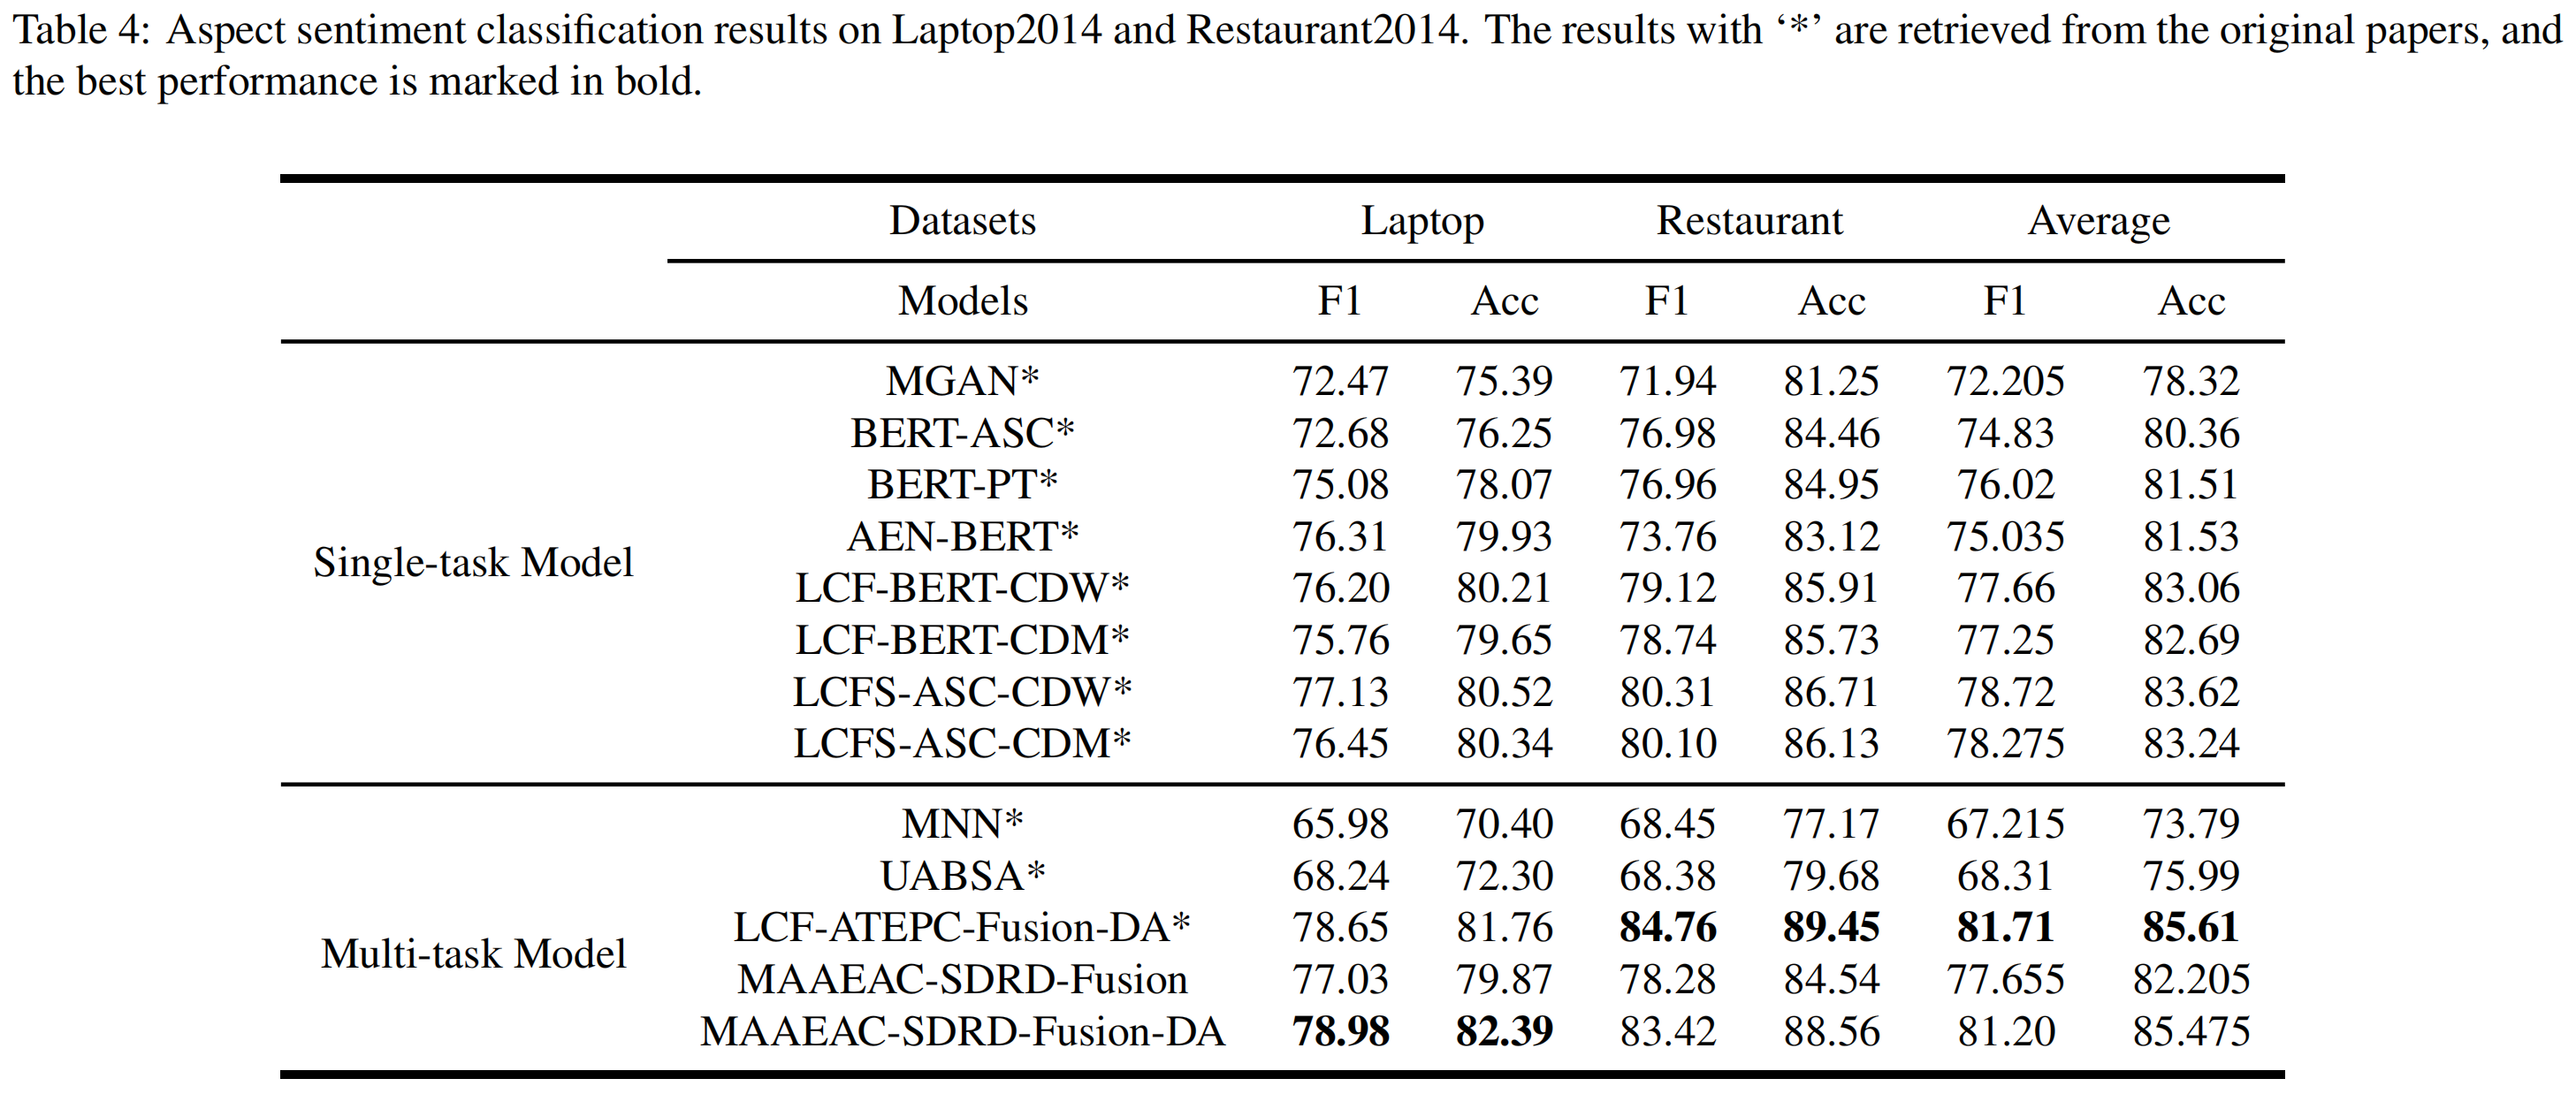 Table 4: Aspect sentiment classification results on Laptop2014 and Restaurant2014. The results with ‘*’ are retrieved from the original papers, and
the best performance is marked in bold.
Datasets Laptop Restaurant Average
Models F1 Acc F1 Acc F1 Acc
Single-task Model
MGAN* 72.47 75.39 71.94 81.25 72.205 78.32
BERT-ASC* 72.68 76.25 76.98 84.46 74.83 80.36
BERT-PT* 75.08 78.07 76.96 84.95 76.02 81.51
AEN-BERT* 76.31 79.93 73.76 83.12 75.035 81.53
LCF-BERT-CDW* 76.20 80.21 79.12 85.91 77.66 83.06
LCF-BERT-CDM* 75.76 79.65 78.74 85.73 77.25 82.69
LCFS-ASC-CDW* 77.13 80.52 80.31 86.71 78.72 83.62
LCFS-ASC-CDM* 76.45 80.34 80.10 86.13 78.275 83.24
Multi-task Model
MNN* 65.98 70.40 68.45 77.17 67.215 73.79
UABSA* 68.24 72.30 68.38 79.68 68.31 75.99
LCF-ATEPC-Fusion-DA* 78.65 81.76 84.76 89.45 81.71 85.61
MAAEAC-SDRD-Fusion 77.03 79.87 78.28 84.54 77.655 82.205
MAAEAC-SDRD-Fusion-DA 78.98 82.39 83.42 88.56 81.20 85.475